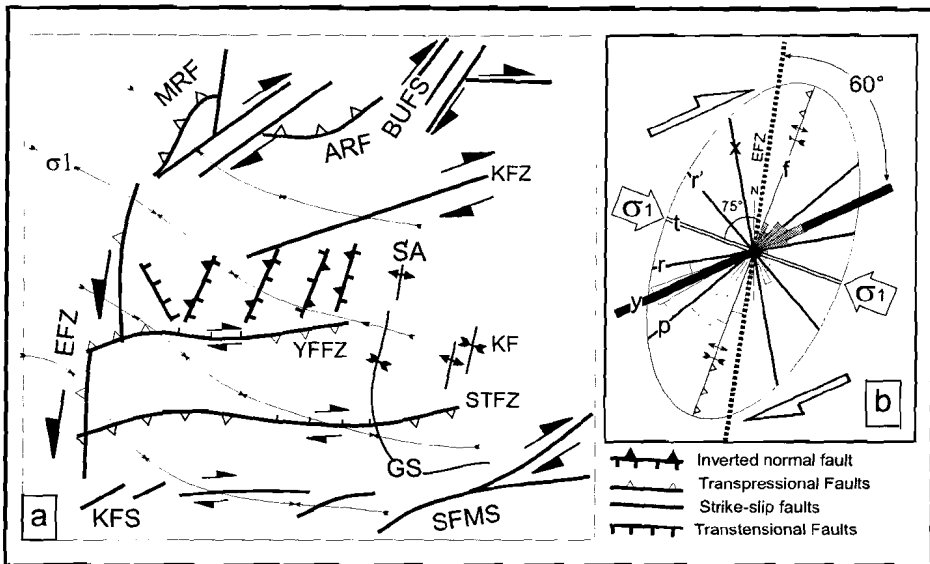 MRF
ARF
BUFS
σ1
KFZ
SA
EFZ
YFFZ
KF
STFZ
GS
KFS
SFMS
a
60°
EFZ
x
f
'r'
N
75°
σ1
t
-r
y
p
σ1
b
Inverted normal fault
Transpressional Faults
Strike-slip faults
Transtensional Faults